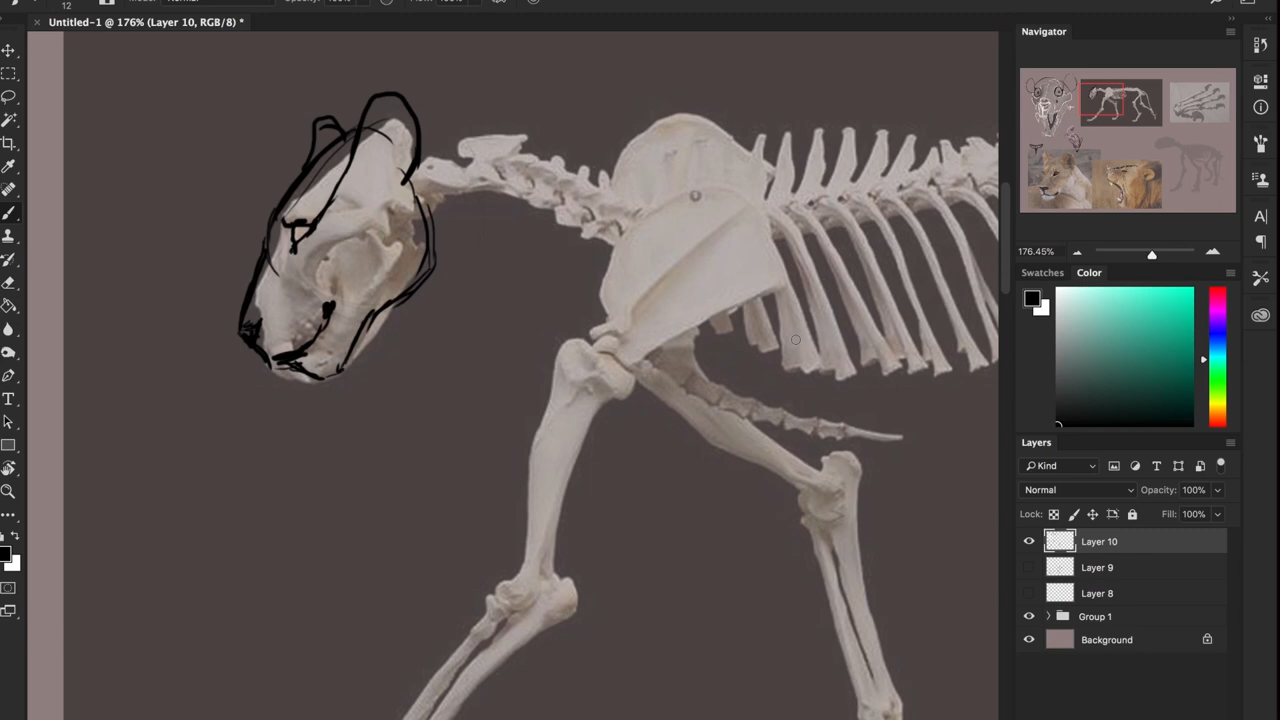 12
Untitled-1 @ 176% (Layer 10, RGB/8) *
Navigator
176.45%
Swatches Color
Layers
Kind
Normal Opacity: 100%
Lock: Fill: 100%
Layer 10
Layer 9
Layer 8
Group 1
Background